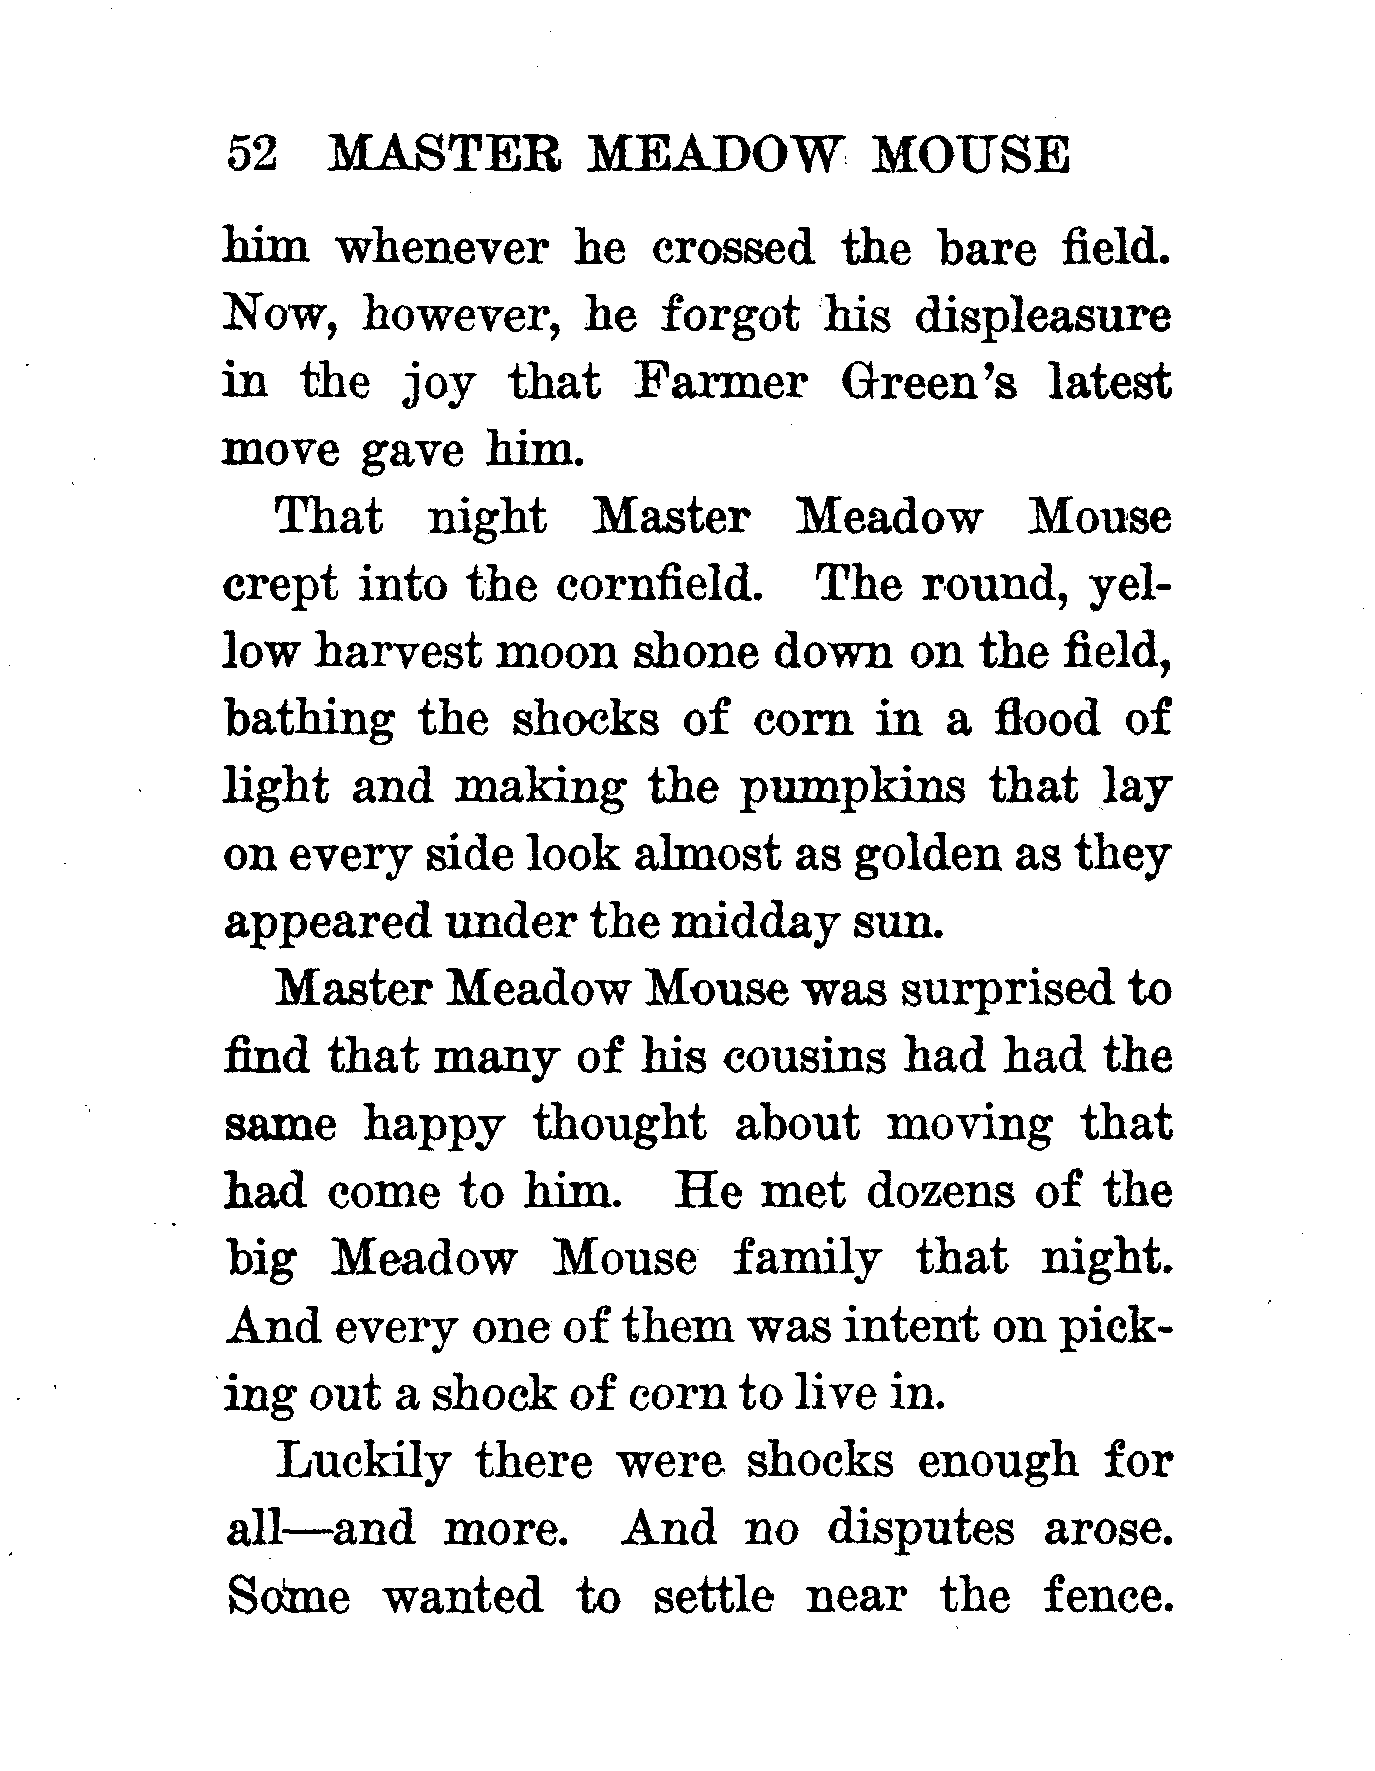 52 MASTER MEADOW MOUSE
him whenever he crossed the bare field.
Now, however, he forgot his displeasure
in the joy that Farmer Green's latest
move gave him.
That night Master Meadow Mouse
crept into the cornfield. The round, yel-
low harvest moon shone down on the field,
bathing the shocks of corn in a flood of
light and making the pumpkins that lay
on every side look almost as golden as they
appeared under the midday sun.
Master Meadow Mouse was surprised to
find that many of his cousins had had the
same happy thought about moving that
had come to him. He met dozens of the
big Meadow Mouse family that night.
And every one of them was intent on pick-
ing out a shock of corn to live in.
Luckily there were shocks enough for
all—and more. And no disputes arose.
Some wanted to settle near the fence.